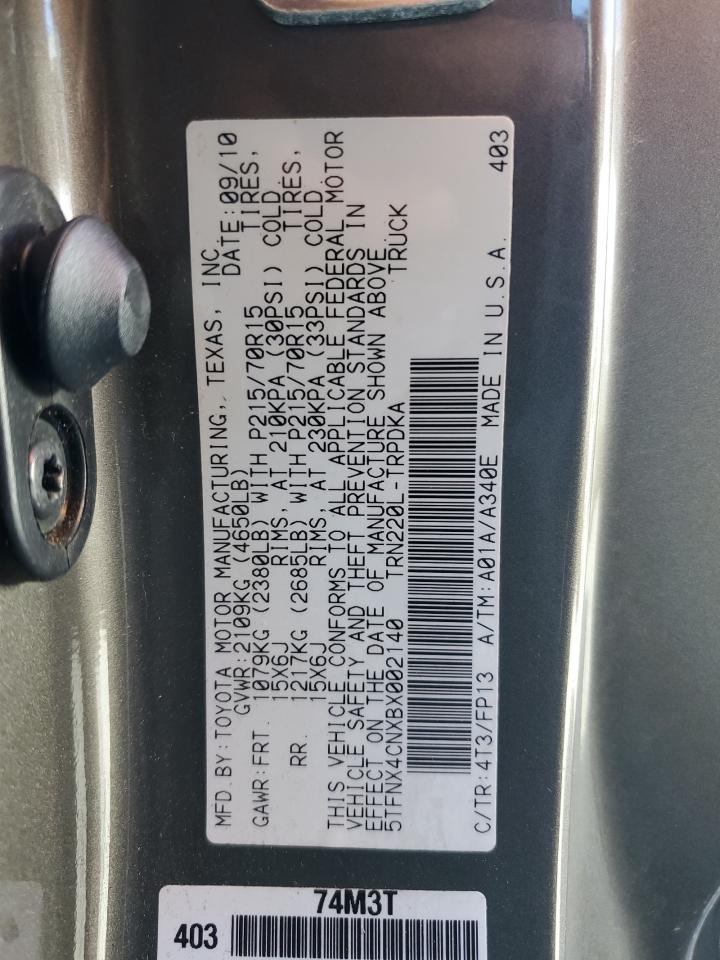 MFD.BY:TOYOTA MOTOR MANUFACTURING, TEXAS, INC
GVWR:2109KG (4650LB) DATE:09/10
GAWR:FRT. 1079KG (2380LB) WITH P215/70R15 TIRES,
15X6J RIMS, AT 210KPA (30PSI) COLD.
RR. 1217KG (2685LB) WITH P215/70R15 TIRES,
15X6J RIMS, AT 230KPA (33PSI) COLD
THIS VEHICLE CONFORMS TO ALL APPLICABLE FEDERAL MOTOR
VEHICLE SAFETY AND THEFT PREVENTION STANDARDS IN
EFFECT ON THE DATE OF MANUFACTURE SHOWN ABOVE.
5TFNX4CNXBX002140 TRN220L-TRPDKA TRUCK
C/TR:4T3/FP13 A/TM:A01A/A340E MADE IN U.S.A. 403
74M3T
403